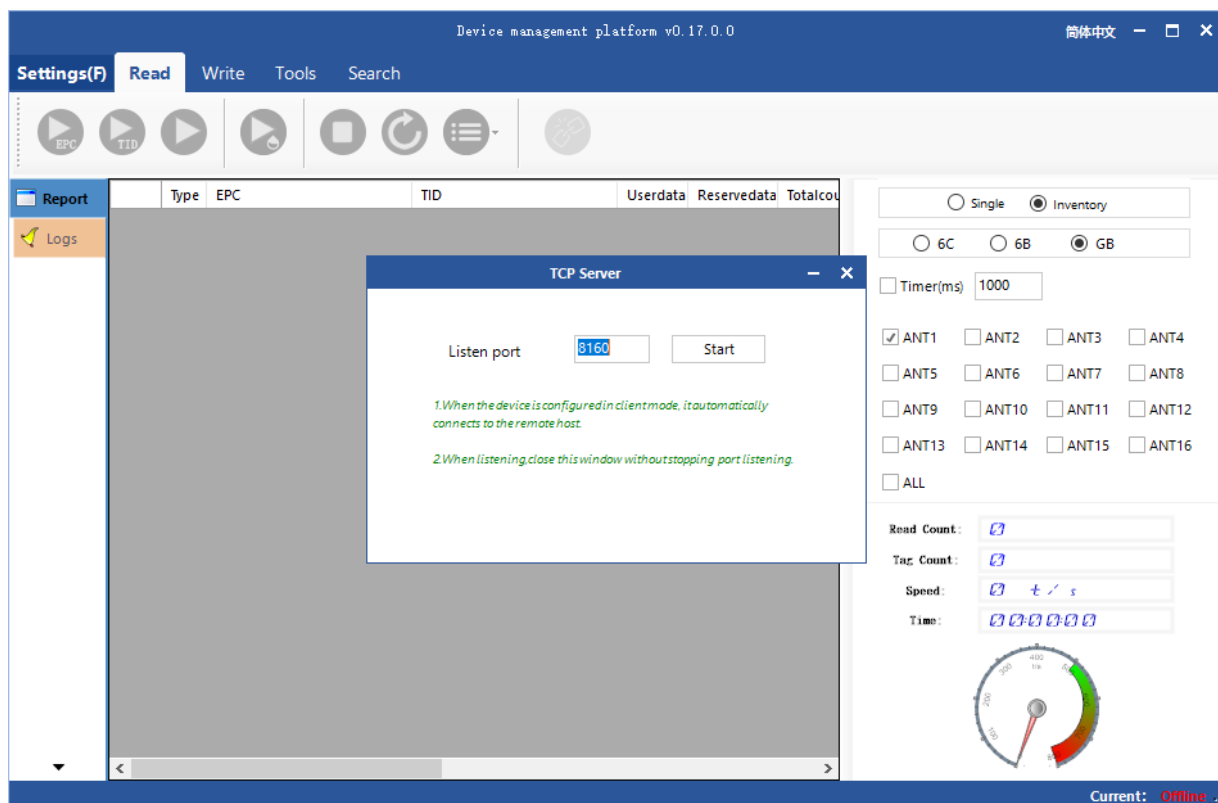 Device management platform v0.17.0.0 简体中文
Settings(F) Read Write Tools Search
EPC TID
Report Type EPC TID Userdata Reservedata Totalcou
Logs
Single Inventory
6C 6B GB
Timer(ms) 1000
TCP Server
Listen port 8160 Start
1.When the device is configured in client mode, it automatically
connects to the remote host.
2.When listening,close this window without stopping port listening.
ANT1 ANT2 ANT3 ANT4
ANT5 ANT6 ANT7 ANT8
ANT9 ANT10 ANT11 ANT12
ANT13 ANT14 ANT15 ANT16
ALL
Read Count: 0
Tag Count: 0
Speed: 0 t/s
Time: 00:00:00
100 200 300 400
t/s
Current: Offline